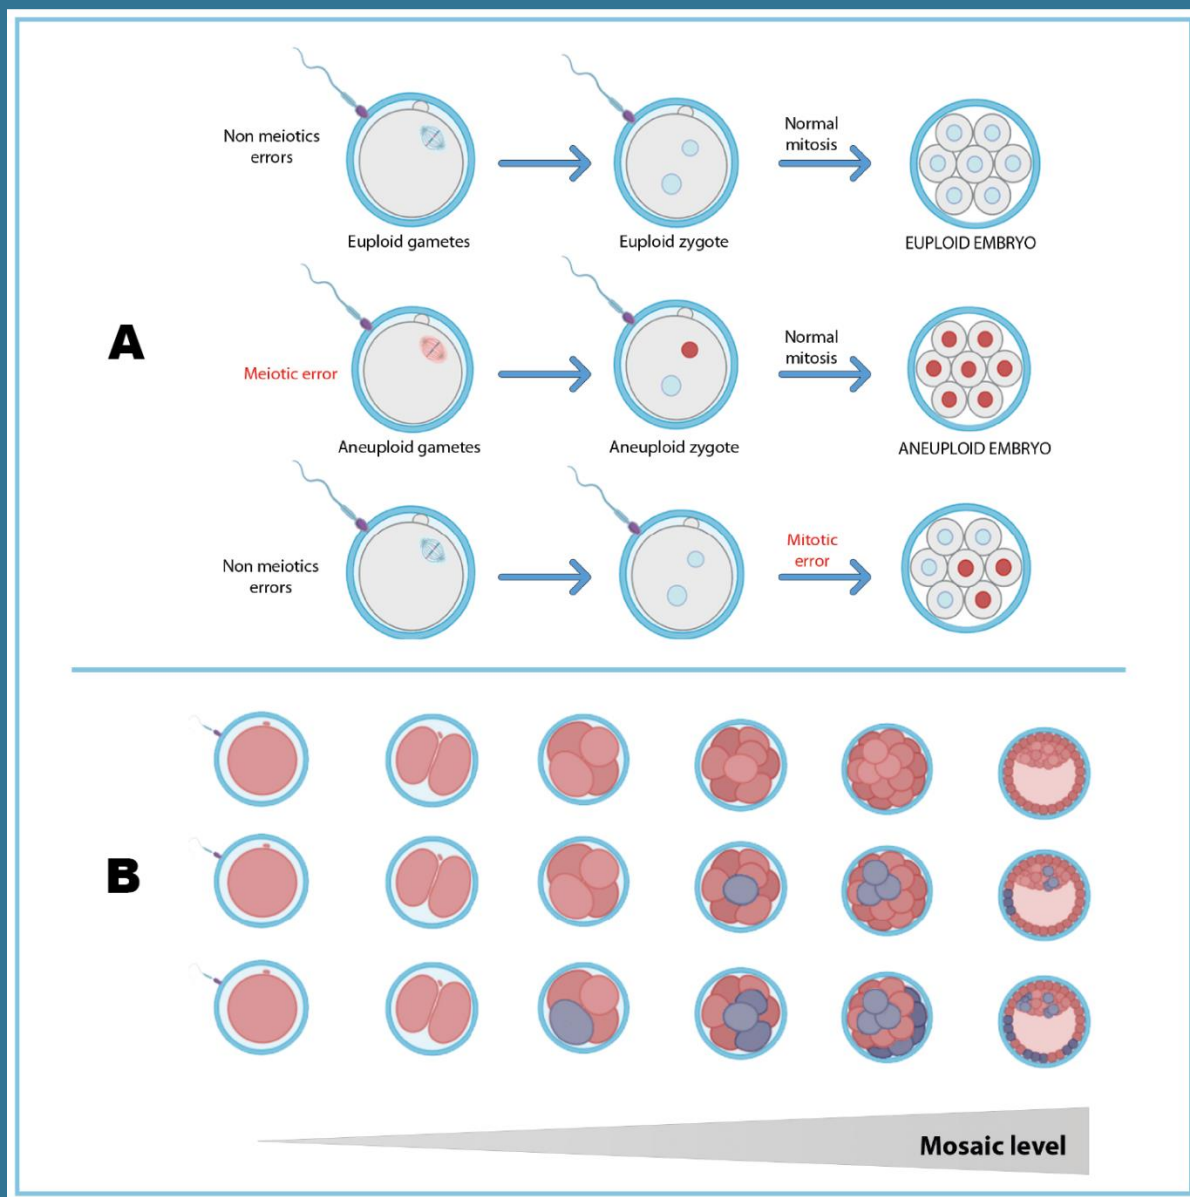 Non meiotics
errors
Euploid gametes
Euploid zygote
Normal
mitosis
EUPLOID EMBRYO
A
Meiotic error
Aneuploid gametes
Aneuploid zygote
Normal
mitosis
ANEUPLOID EMBRYO
Non meiotics
errors
Mitotic
error
B
Mosaic level